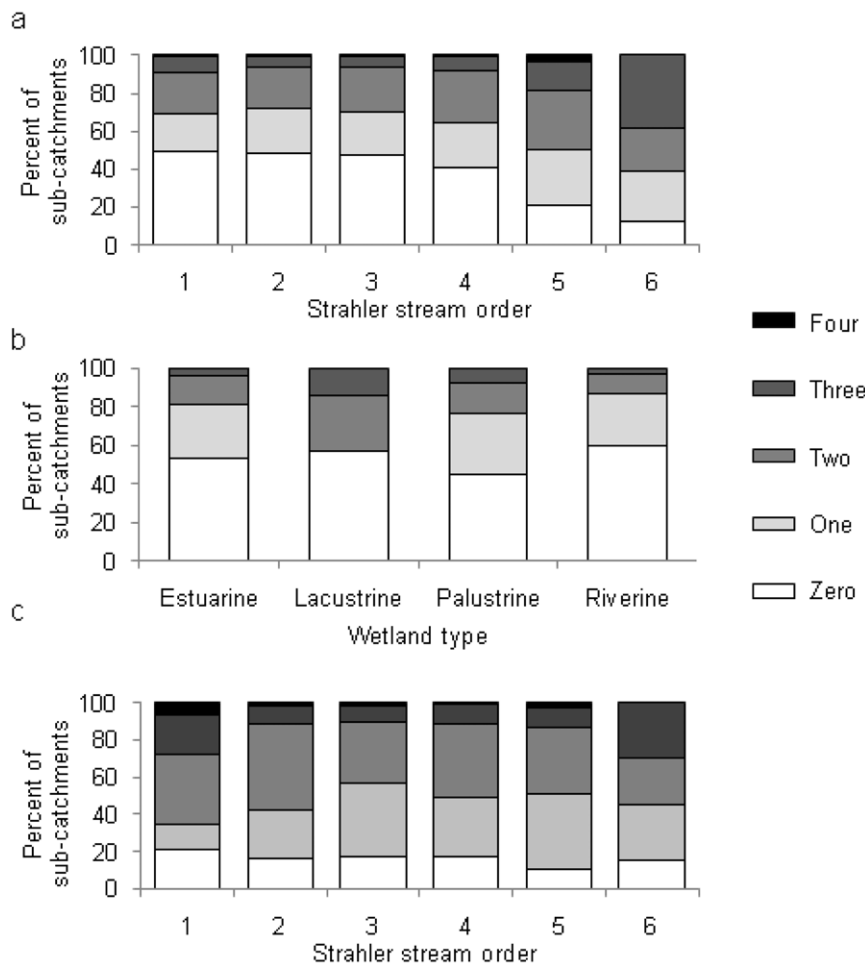 a
Percent of
sub-catchments
100
80
60
40
20
0
1 2 3 4 5 6
Strahler stream order
b
Percent of
sub-catchments
100
80
60
40
20
0
Estuarine Lacustrine Palustrine Riverine
Wetland type
c
Percent of
sub-catchments
100
80
60
40
20
0
1 2 3 4 5 6
Strahler stream order
Four
Three
Two
One
Zero